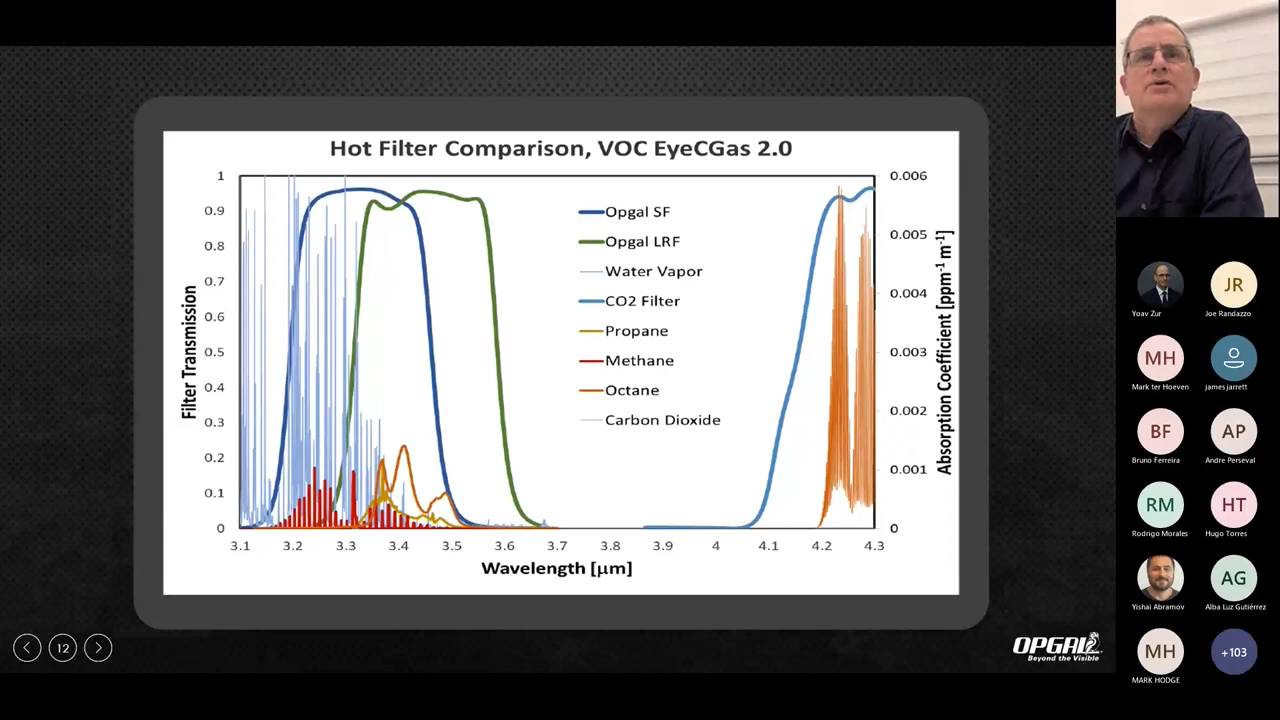 Hot Filter Comparison, VOC EyeCGas 2.0
Filter Transmission
1
0.9
0.8
0.7
0.6
0.5
0.4
0.3
0.2
0.1
0
Opgal SF
Opgal LRF
Water Vapor
CO2 Filter
Propane
Methane
Octane
Carbon Dioxide
0.006
0.005
0.004
0.003
0.002
0.001
0
Absorption Coefficient [ppm⁻¹ m⁻¹]
3.1 3.2 3.3 3.4 3.5 3.6 3.7 3.8 3.9 4 4.1 4.2 4.3
Wavelength [µm]
12
OPGAL
Beyond the Visible
Yoav Zur
JR
Joe Randazzo
MH
Mark ter Hoeven
james jarrett
BF
Bruno Ferreira
AP
Andre Perseval
RM
Rodrigo Morales
HT
Hugo Torres
Yishai Abramov
AG
Alba Luz Gutiérrez
MH
MARK HODGE
+103